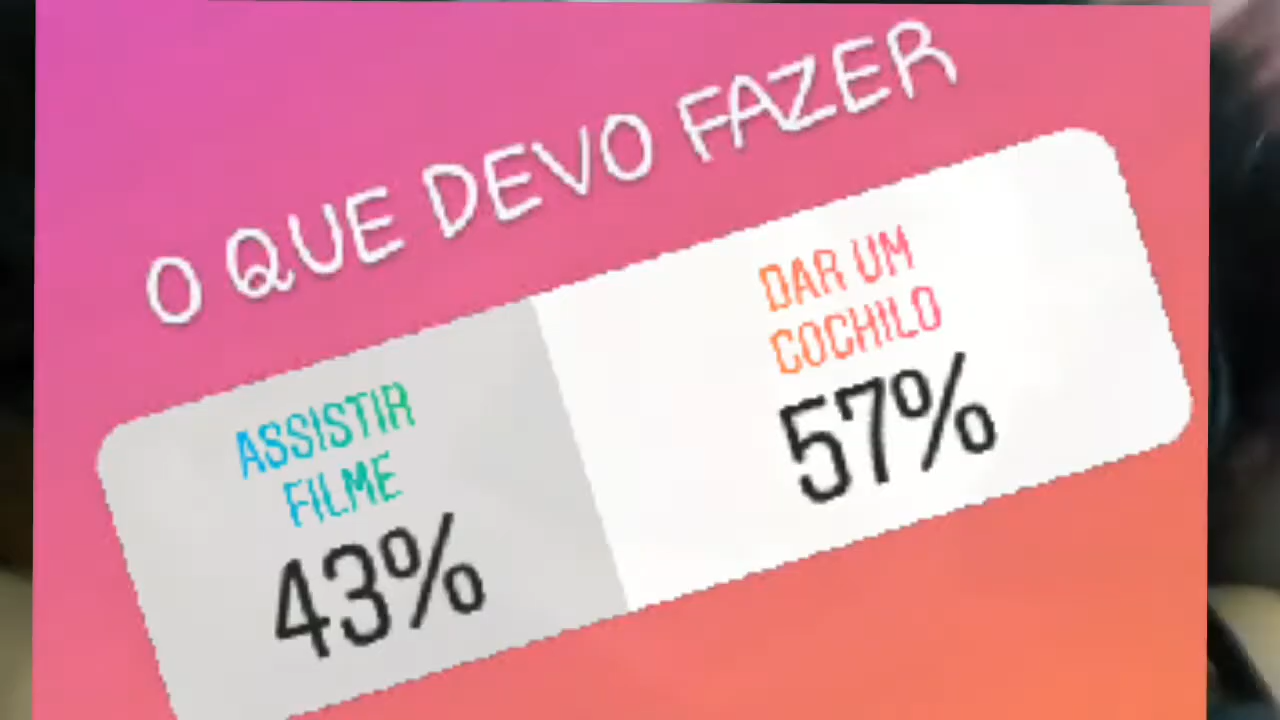 O QUE DEVO FAZER
ASSISTIR
FILME
43%
DAR UM
COCHILO
57%